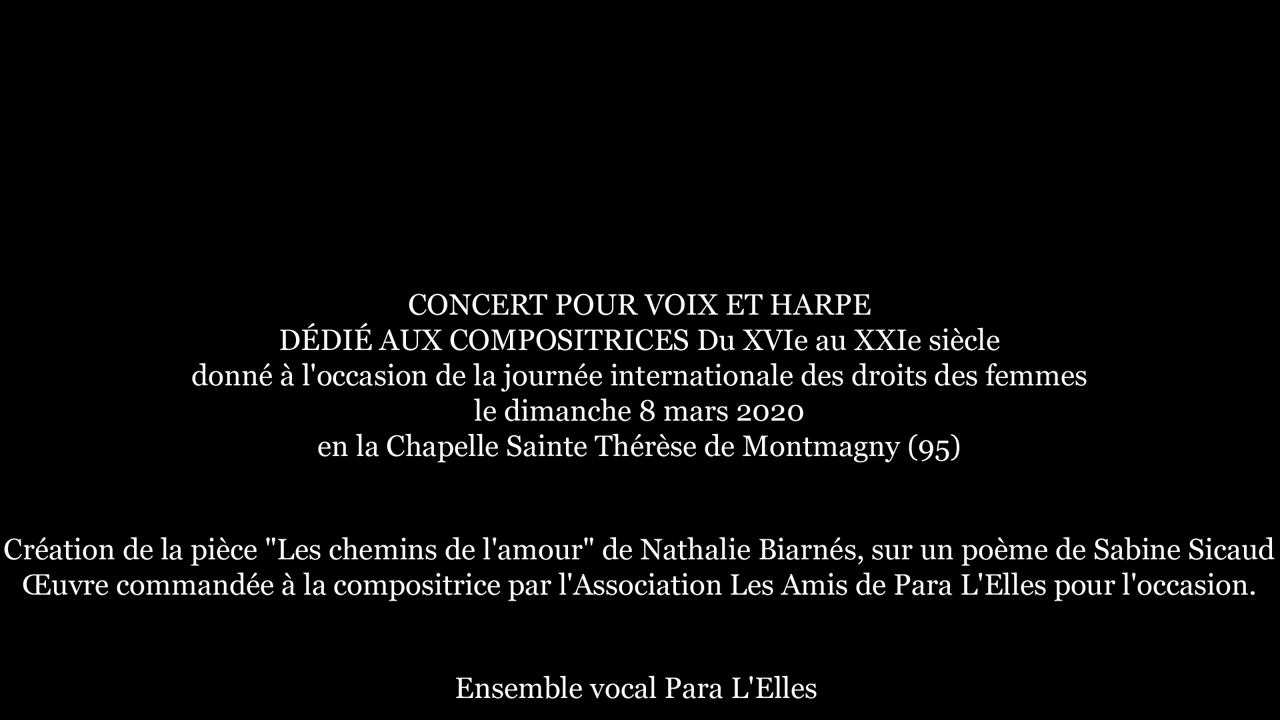 CONCERT POUR VOIX ET HARPE
DÉDIÉ AUX COMPOSITRICES Du XVIe au XXIe siècle
donné à l'occasion de la journée internationale des droits des femmes
le dimanche 8 mars 2020
en la Chapelle Sainte Thérèse de Montmagny (95)
Création de la pièce "Les chemins de l'amour" de Nathalie Biarnés, sur un poème de Sabine Sicaud
Œuvre commandée à la compositrice par l'Association Les Amis de Para L'Elles pour l'occasion.
Ensemble vocal Para L'Elles